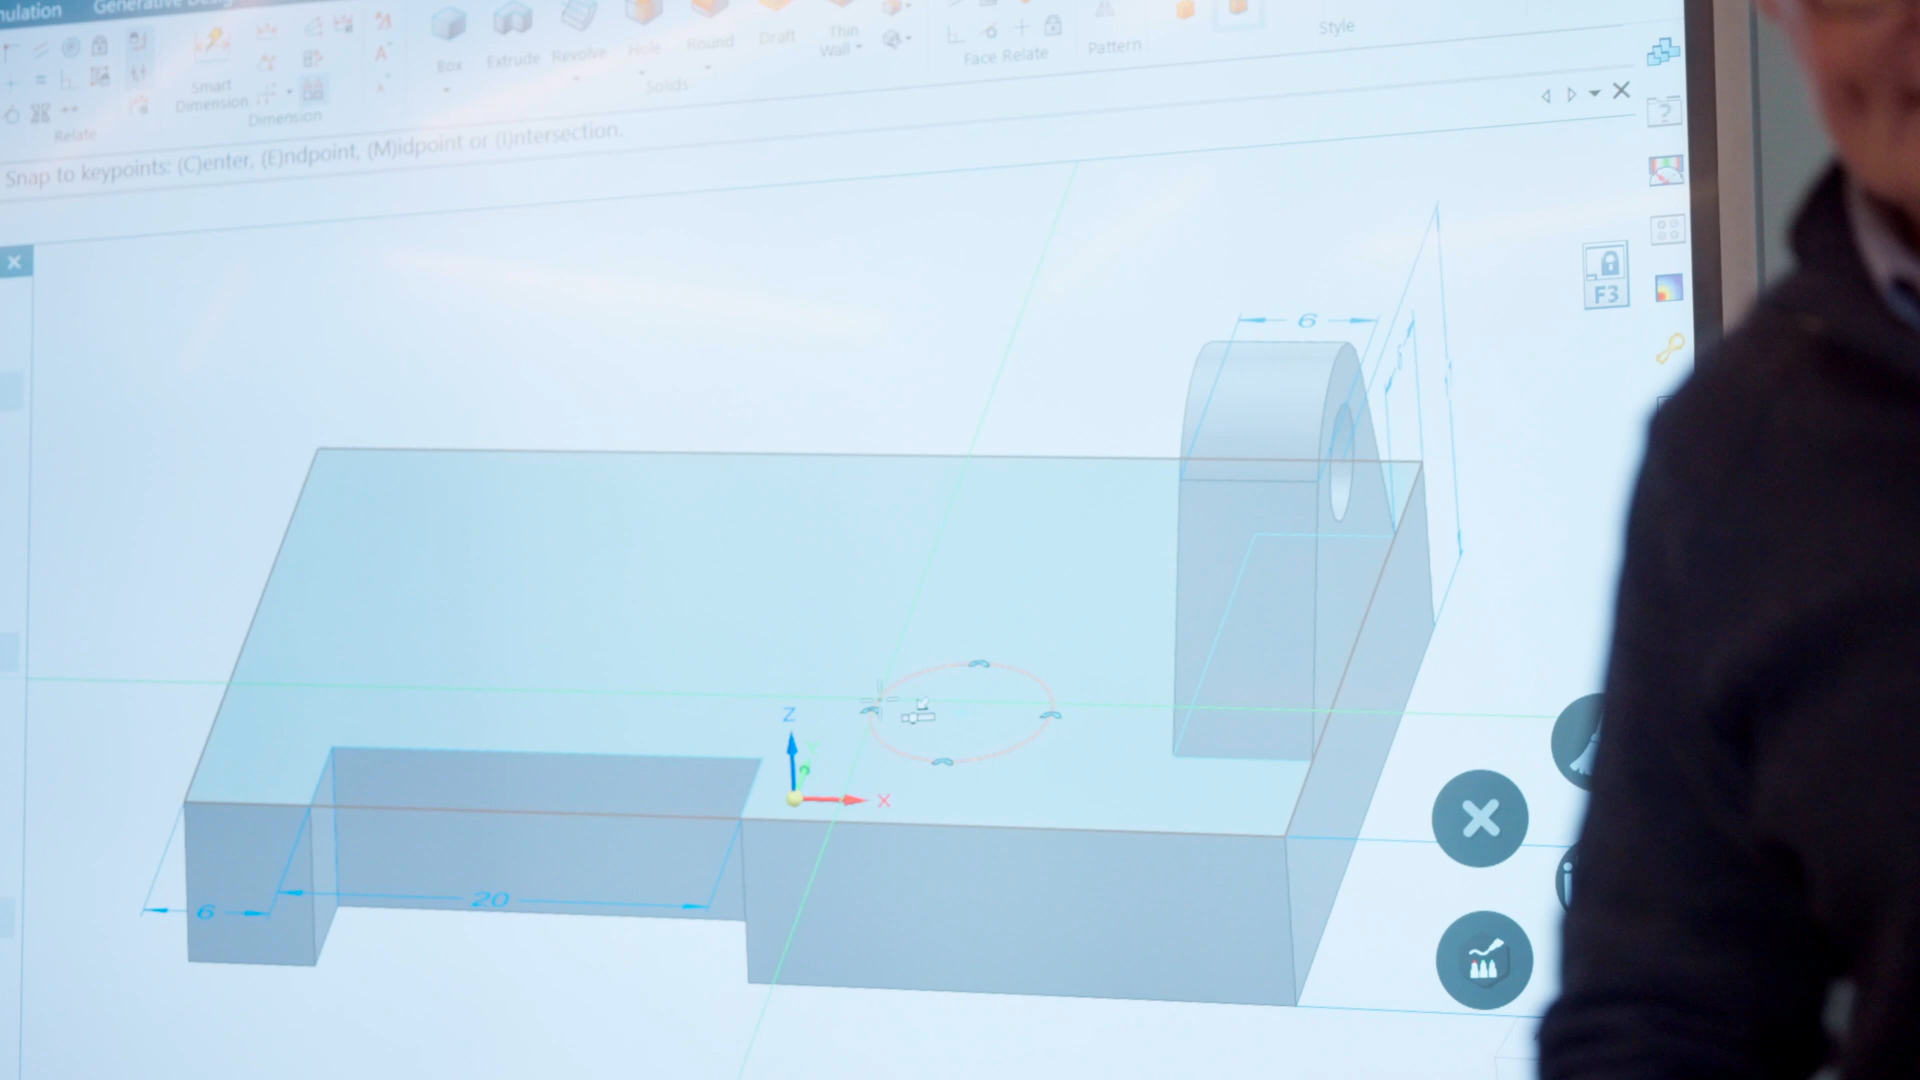 Generative Des
Box
Extrude
Revolve
Hole
Round
Draft
Thin
Wall
Solids
Smart
Dimension
Dimension
Relate
Face Relate
Pattern
Style
Snap to keypoints: (C)enter, (E)ndpoint, (M)idpoint or (I)ntersection.
F3
6
Z
Y
X
20
6